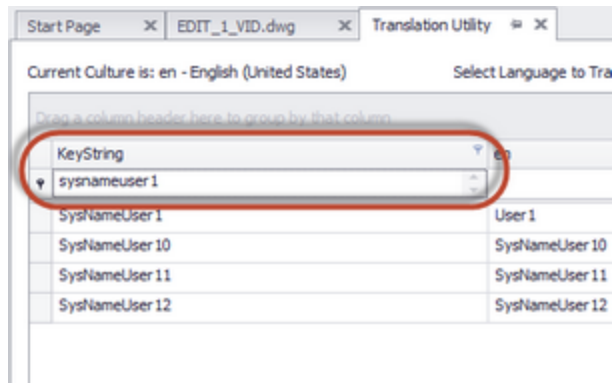 Start Page EDIT_1_VID.dwg Translation Utility
Current Culture is: en - English (United States) Select Language to
Drag a column header here to group by that column
KeyString en
sysnameuser1
SysNameUser1 User1
SysNameUser10 SysNameUser10
SysNameUser11 SysNameUser11
SysNameUser12 SysNameUser12